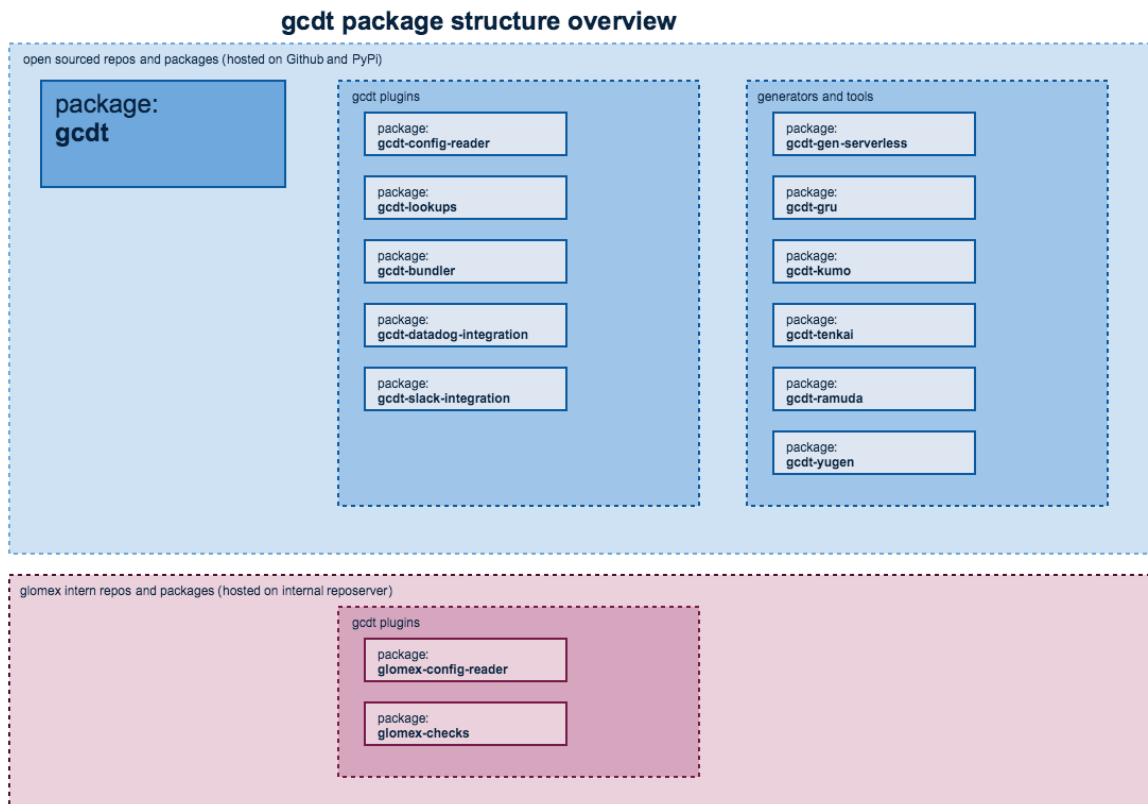 gcdt package structure overview
open sourced repos and packages (hosted on Github and PyPi)
package:
gcdt
gcdt plugins
package:
gcdt-config-reader
package:
gcdt-lookups
package:
gcdt-bundler
package:
gcdt-datadog-integration
package:
gcdt-slack-integration
generators and tools
package:
gcdt-gen-serverless
package:
gcdt-gru
package:
gcdt-kumo
package:
gcdt-tenkai
package:
gcdt-ramuda
package:
gcdt-yugen
glomex intern repos and packages (hosted on internal reposerver)
gcdt plugins
package:
glomex-config-reader
package:
glomex-checks